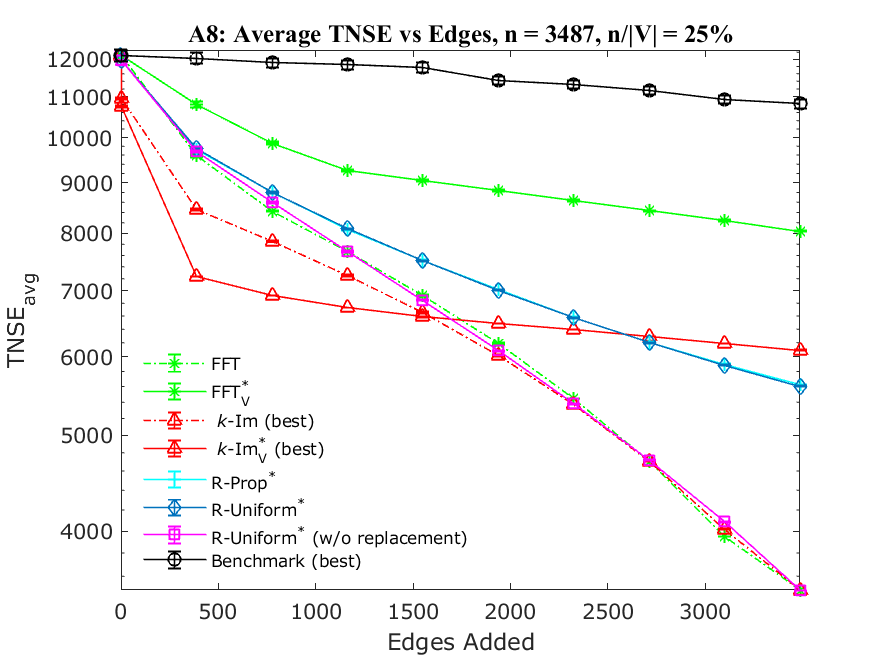 A8: Average TNSE vs Edges, n = 3487, n/|V| = 25%
12000
11000
10000
9000
8000
7000
6000
5000
4000
TNSE_avg
FFT
FFT*_V
k-Im (best)
k-Im*_V (best)
R-Prop*
R-Uniform*
R-Uniform* (w/o replacement)
Benchmark (best)
0 500 1000 1500 2000 2500 3000
Edges Added